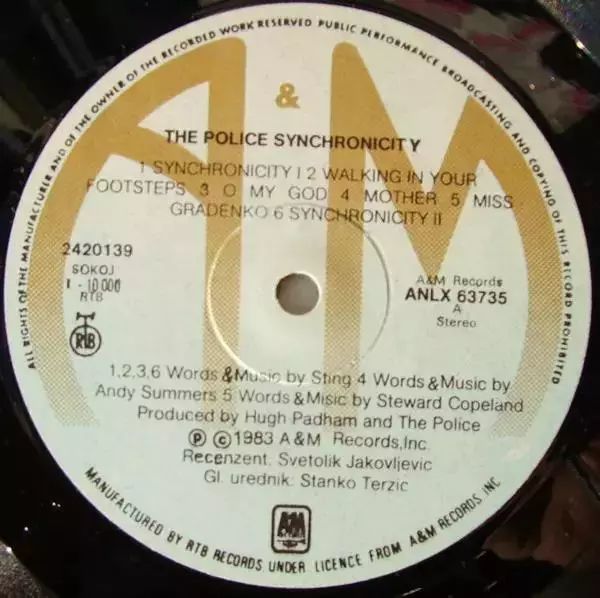 ALL RIGHTS OF THE MANUFACTURER AND OF THE OWNER OF THE RECORDED WORK RESERVED PUBLIC PERFORMANCE BROADCASTING AND COPYING OF THIS RECORD PROHIBITED
A & M
THE POLICE SYNCHRONICITY
1 SYNCHRONICITY I 2 WALKING IN YOUR
FOOTSTEPS 3 O MY GOD 4 MOTHER 5 MISS
GRADENKO 6 SYNCHRONICITY II
2420139
SOKOJ
1 - 10 000
RTB
RTB
A&M Records
ANLX 63735
A
Stereo
1,2,3,6 Words & Music by Sting 4 Words & Music by
Andy Summers 5 Words & Misic by Steward Copeland
Produced by Hugh Padham and The Police
Ⓟ © 1983 A&M Records,Inc.
Recenzent. Svetolik Jakovljevic
Gl. urednik: Stanko Terzic
A&M
RECORDS
MANUFACTURED BY RTB RECORDS UNDER LICENCE FROM A&M RECORDS, INC